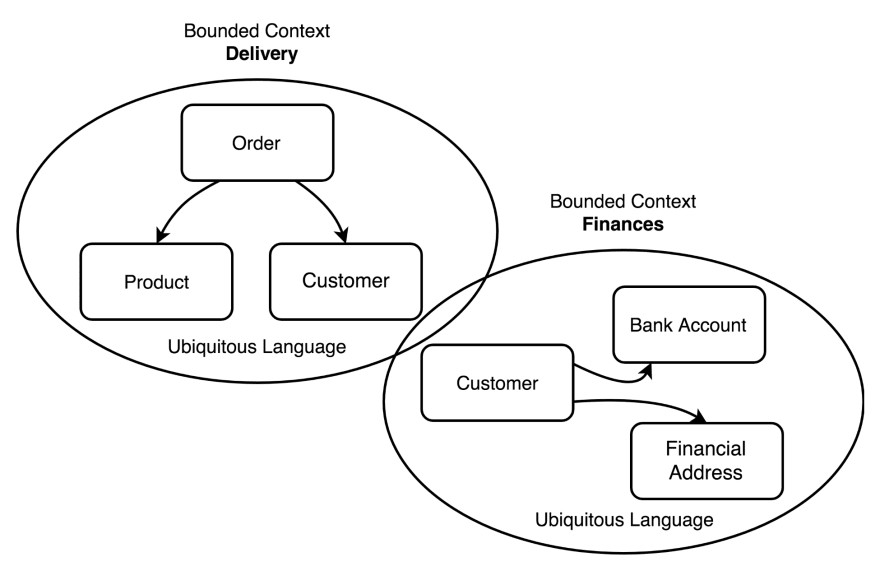 Bounded Context
Delivery
Order
Product
Customer
Ubiquitous Language
Bounded Context
Finances
Bank Account
Customer
Financial
Address
Ubiquitous Language